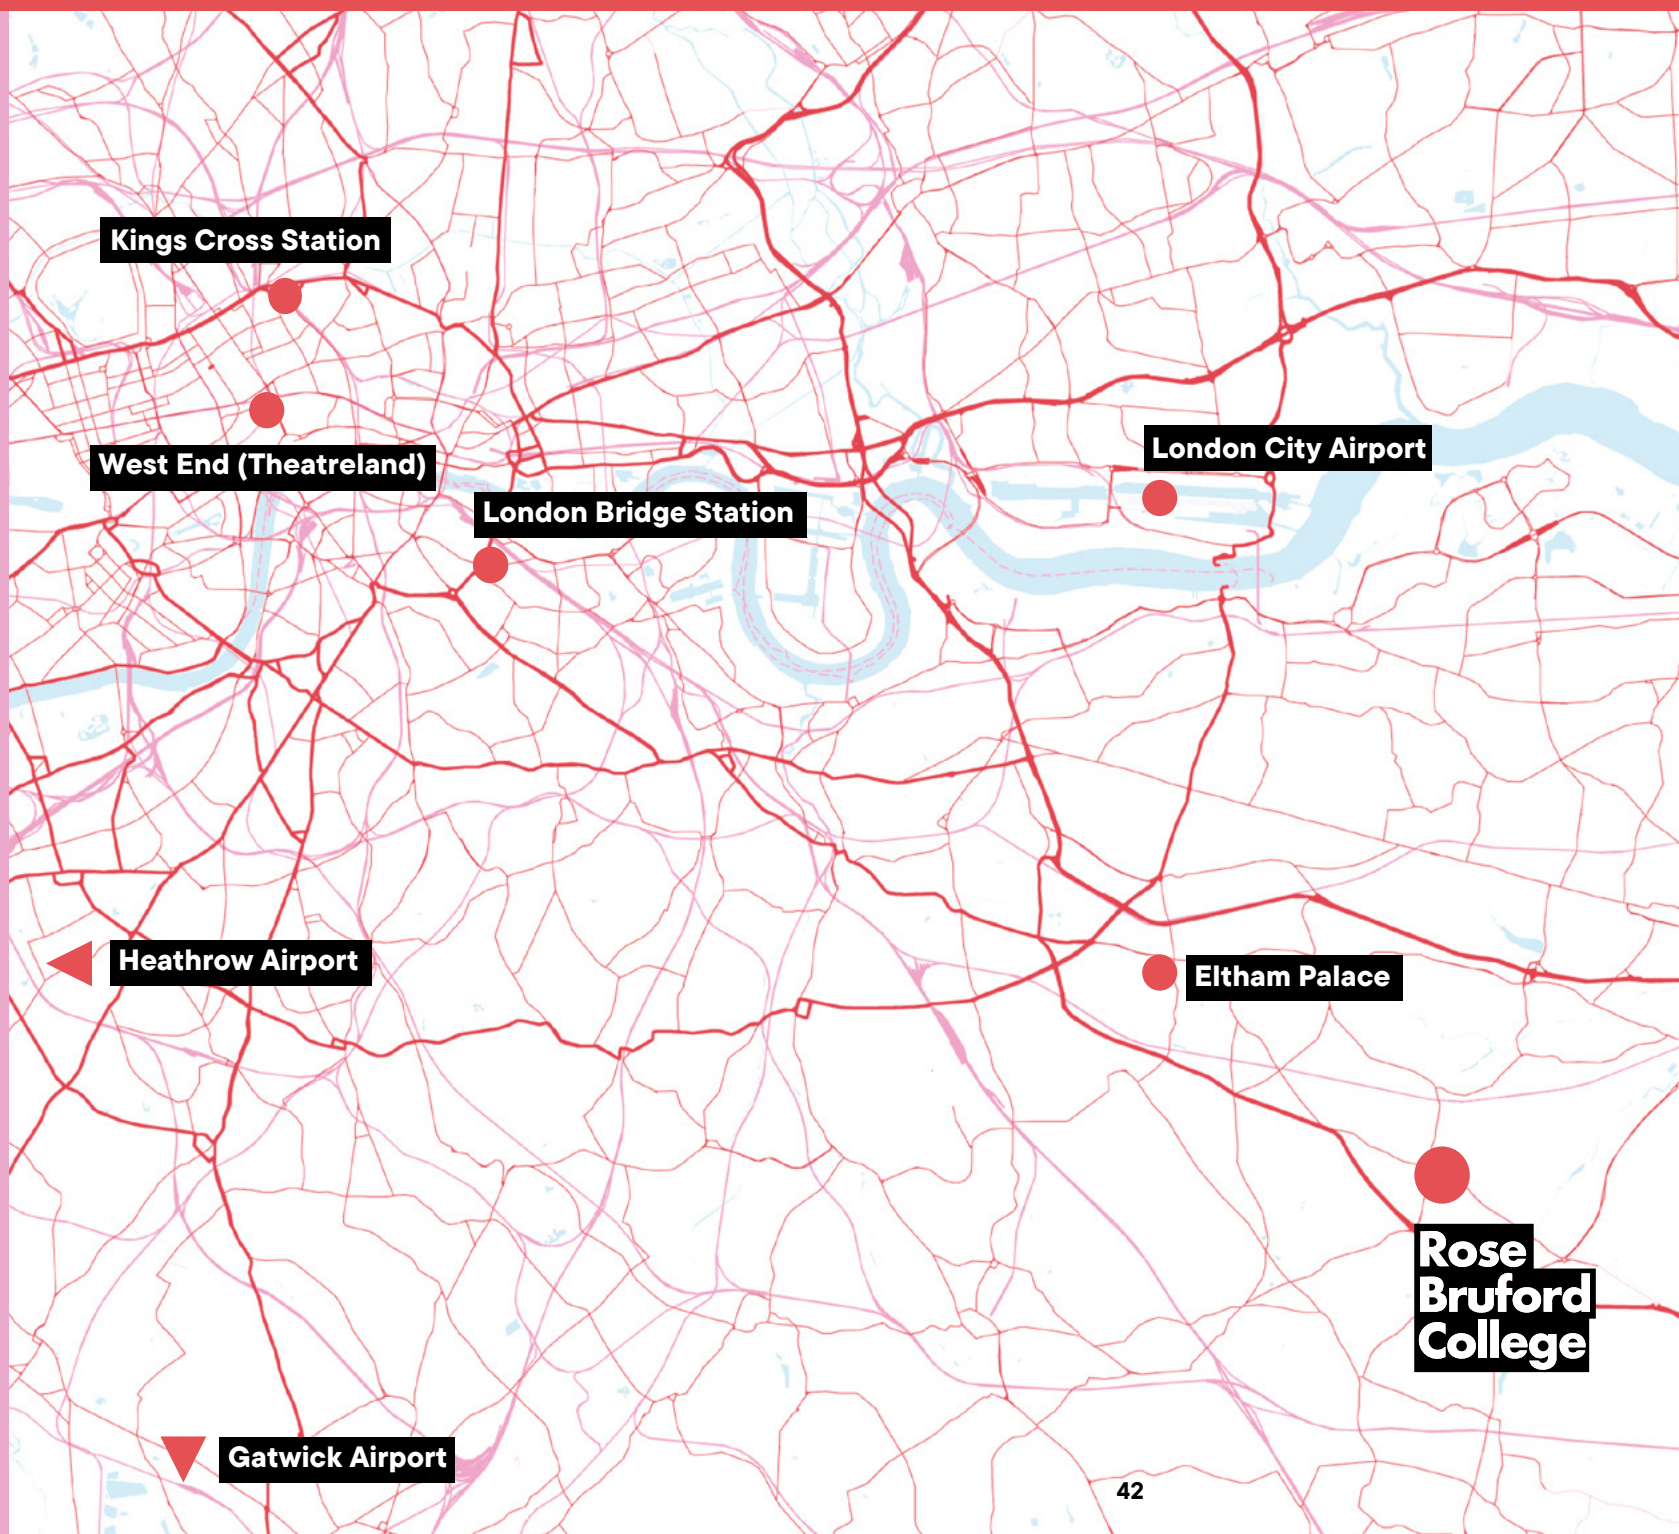 Kings Cross Station
West End (Theatreland)
London City Airport
London Bridge Station
Heathrow Airport
Eltham Palace
Rose
Bruford
College
Gatwick Airport
42